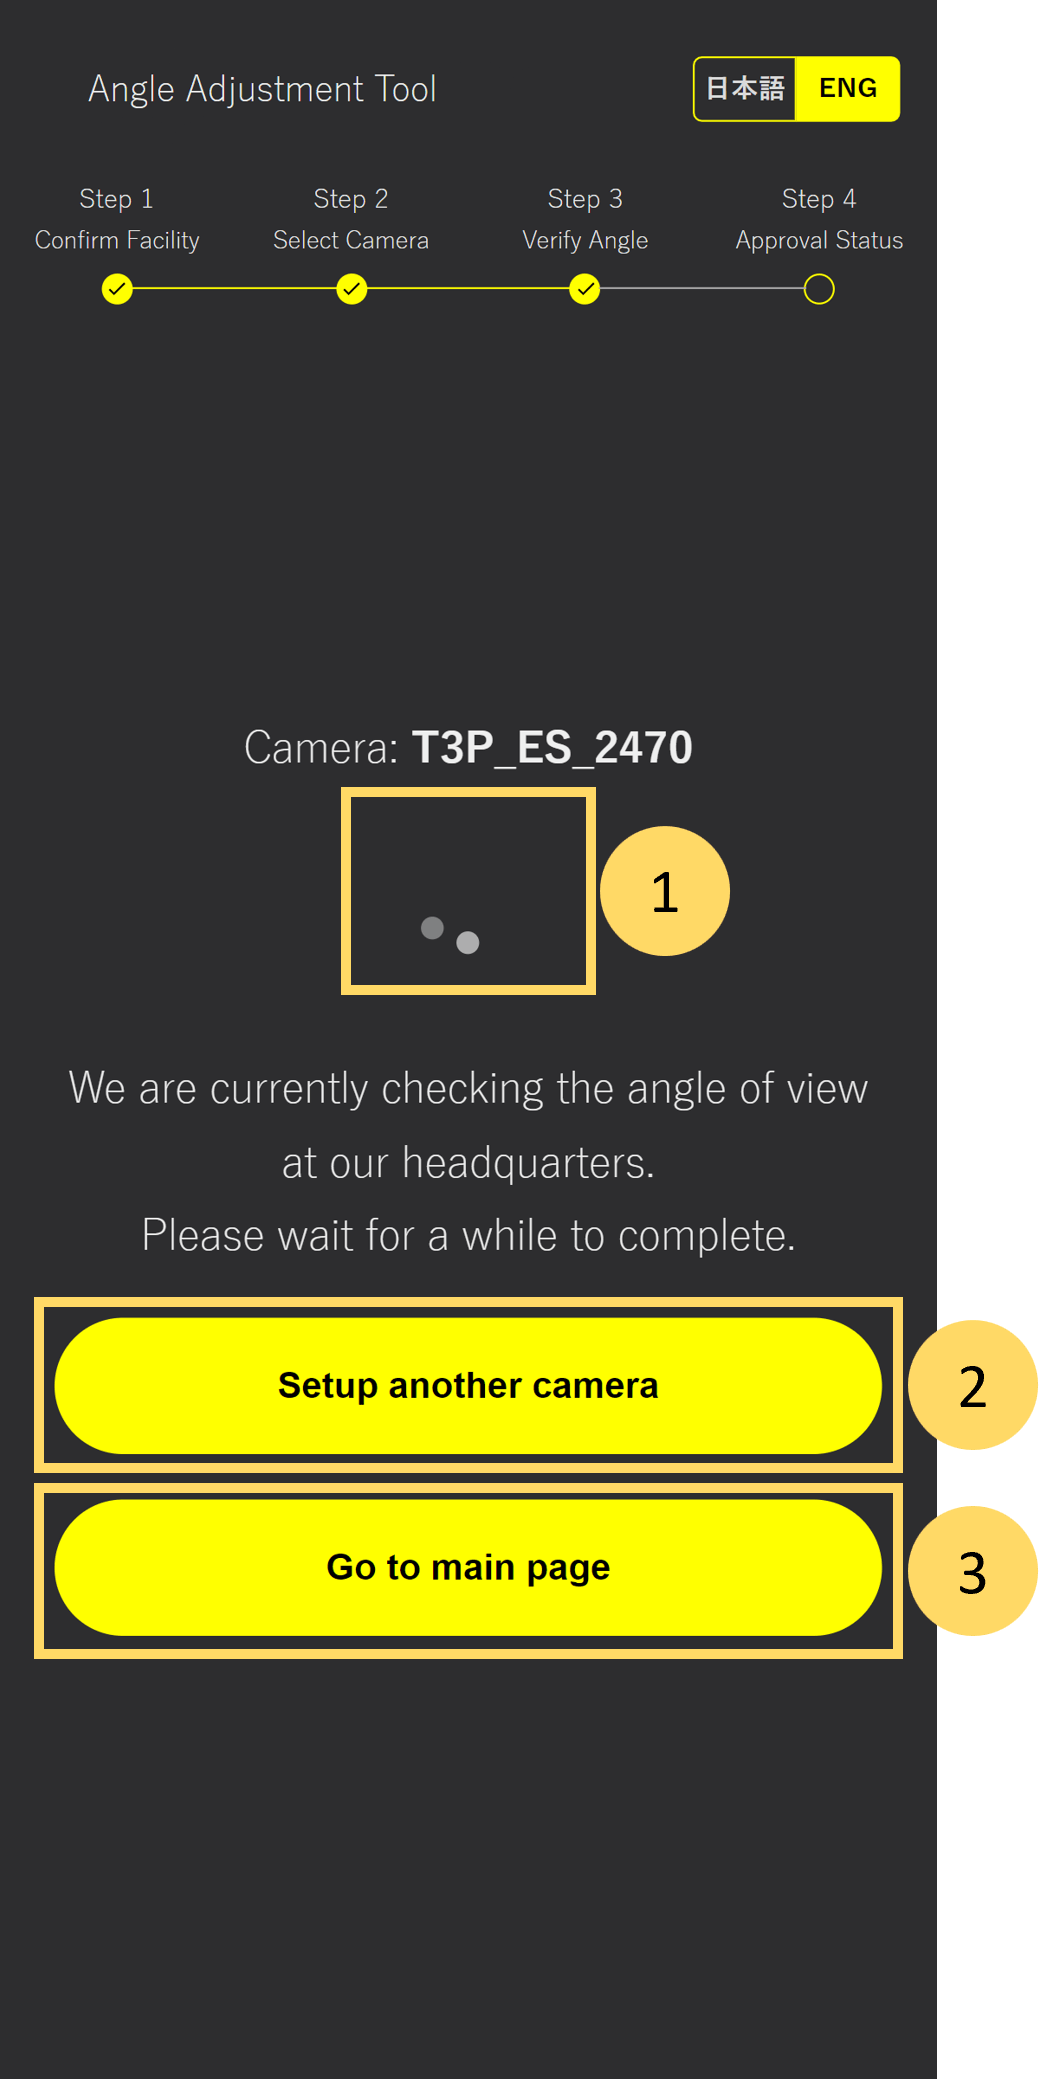 Angle Adjustment Tool
日本語 ENG
Step 1 Step 2 Step 3 Step 4
Confirm Facility Select Camera Verify Angle Approval Status
Camera: T3P_ES_2470
1
We are currently checking the angle of view
at our headquarters.
Please wait for a while to complete.
Setup another camera
2
Go to main page
3